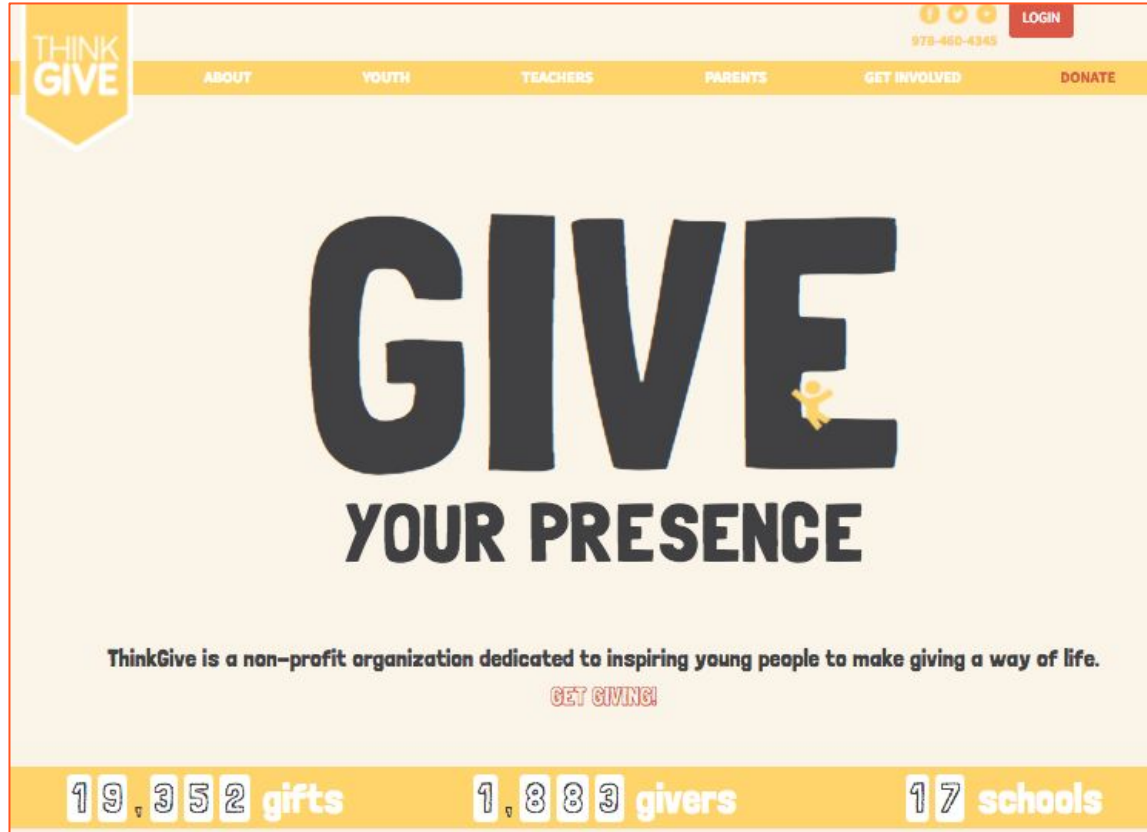 LOGIN
978-460-4345
THINK
GIVE
ABOUT YOUTH TEACHERS PARENTS GET INVOLVED DONATE
GIVE
YOUR PRESENCE
ThinkGive is a non-profit organization dedicated to inspiring young people to make giving a way of life.
GET GIVING!
19,352 gifts 1,883 givers 17 schools